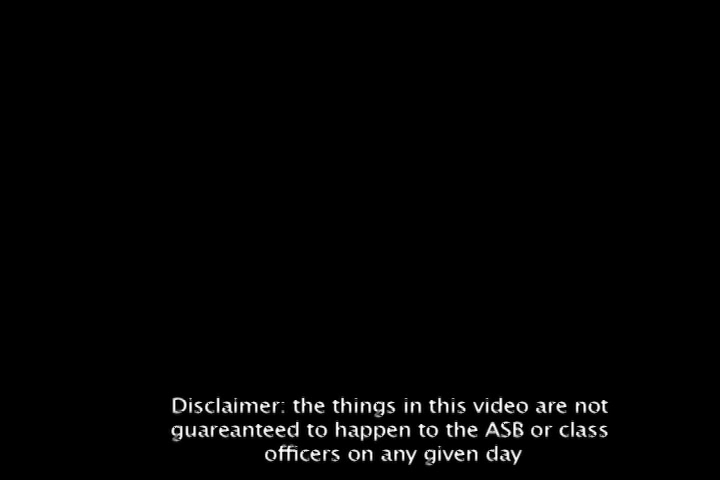 Disclaimer: the things in this video are not
guareanteed to happen to the ASB or class
officers on any given day